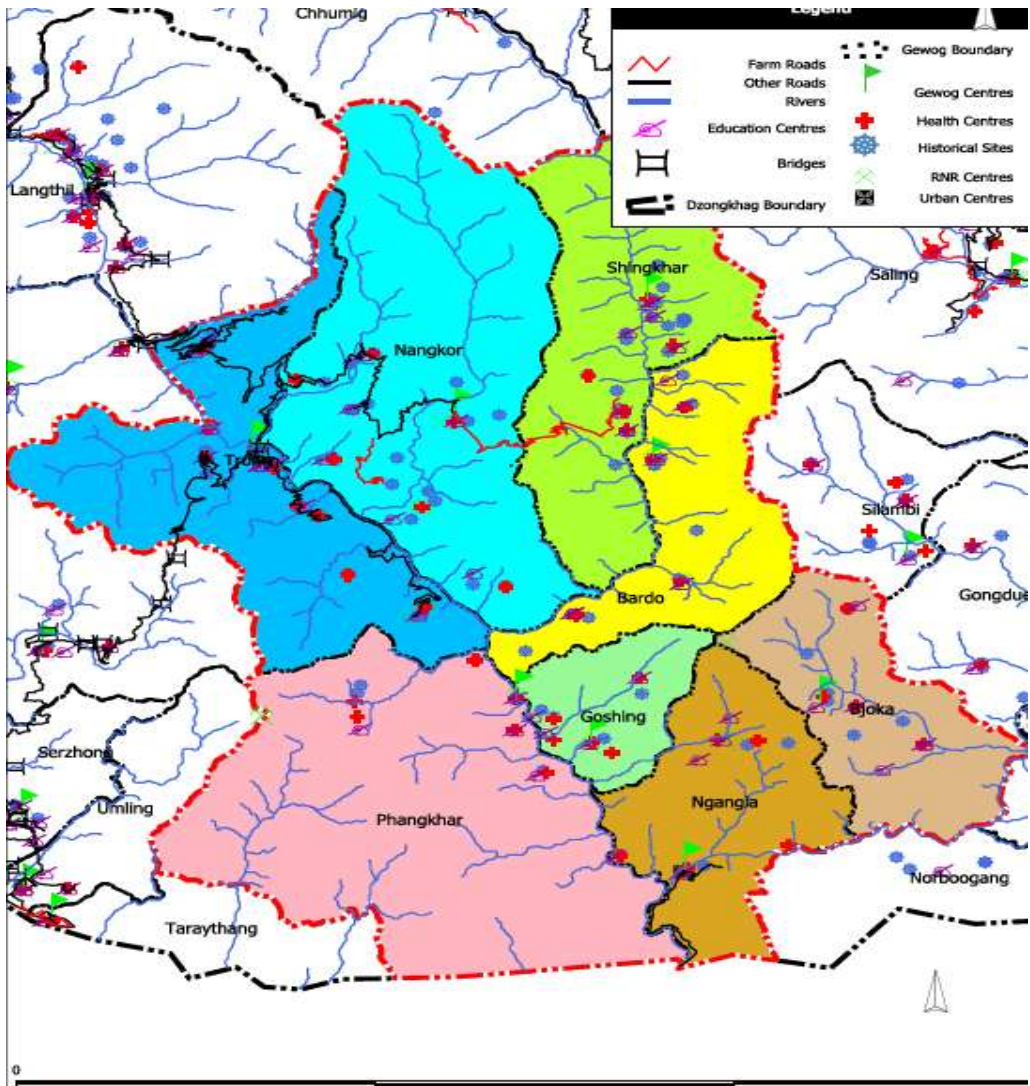 Chhumig
Legend
Farm Roads
Other Roads
Rivers
Education Centres
Bridges
Dzongkhag Boundary
Gewog Boundary
Gewog Centres
Health Centres
Historical Sites
RNR Centres
Urban Centres
Langthil
Shingkhar
Saling
Nangkor
Silambi
Bardo
Gongdue
Goshing
Bjoka
Serzhong
Umling
Phangkhar
Ngangla
Norboogang
Taraythang
0